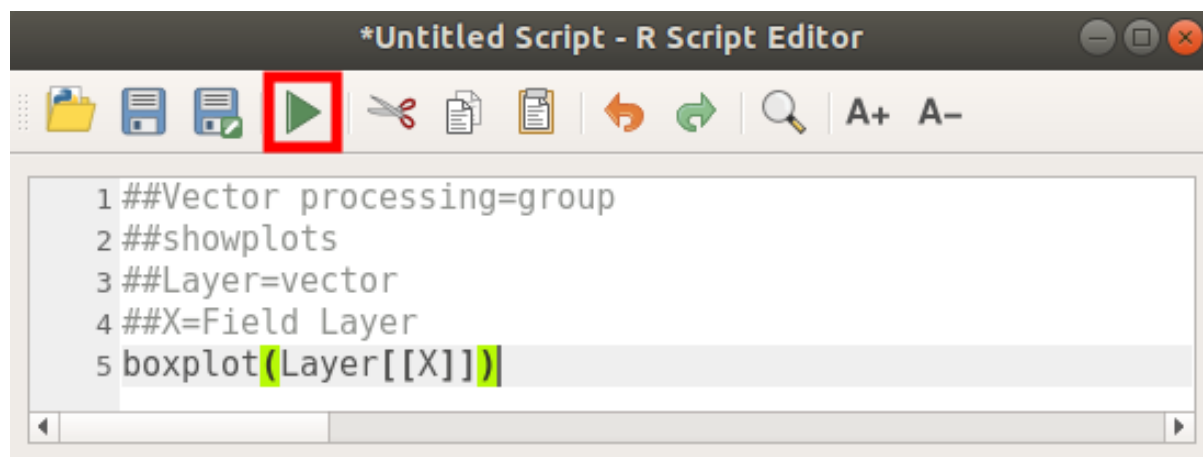 *Untitled Script - R Script Editor
A+ A-
1 ##Vector processing=group
2 ##showplots
3 ##Layer=vector
4 ##X=Field Layer
5 boxplot(Layer[[X]])